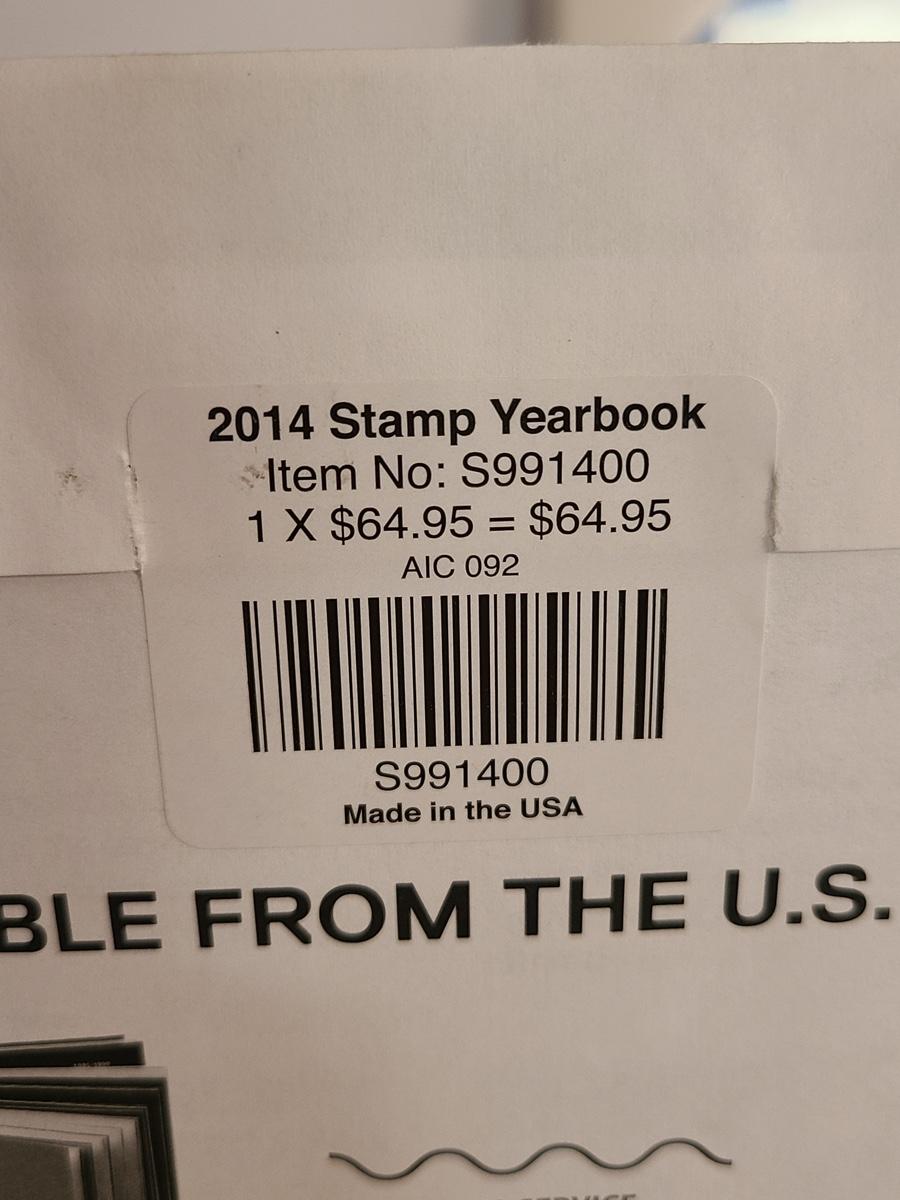 2014 Stamp Yearbook
Item No: S991400
1 X $64.95 = $64.95
AIC 092
S991400
Made in the USA
BLE FROM THE U.S.